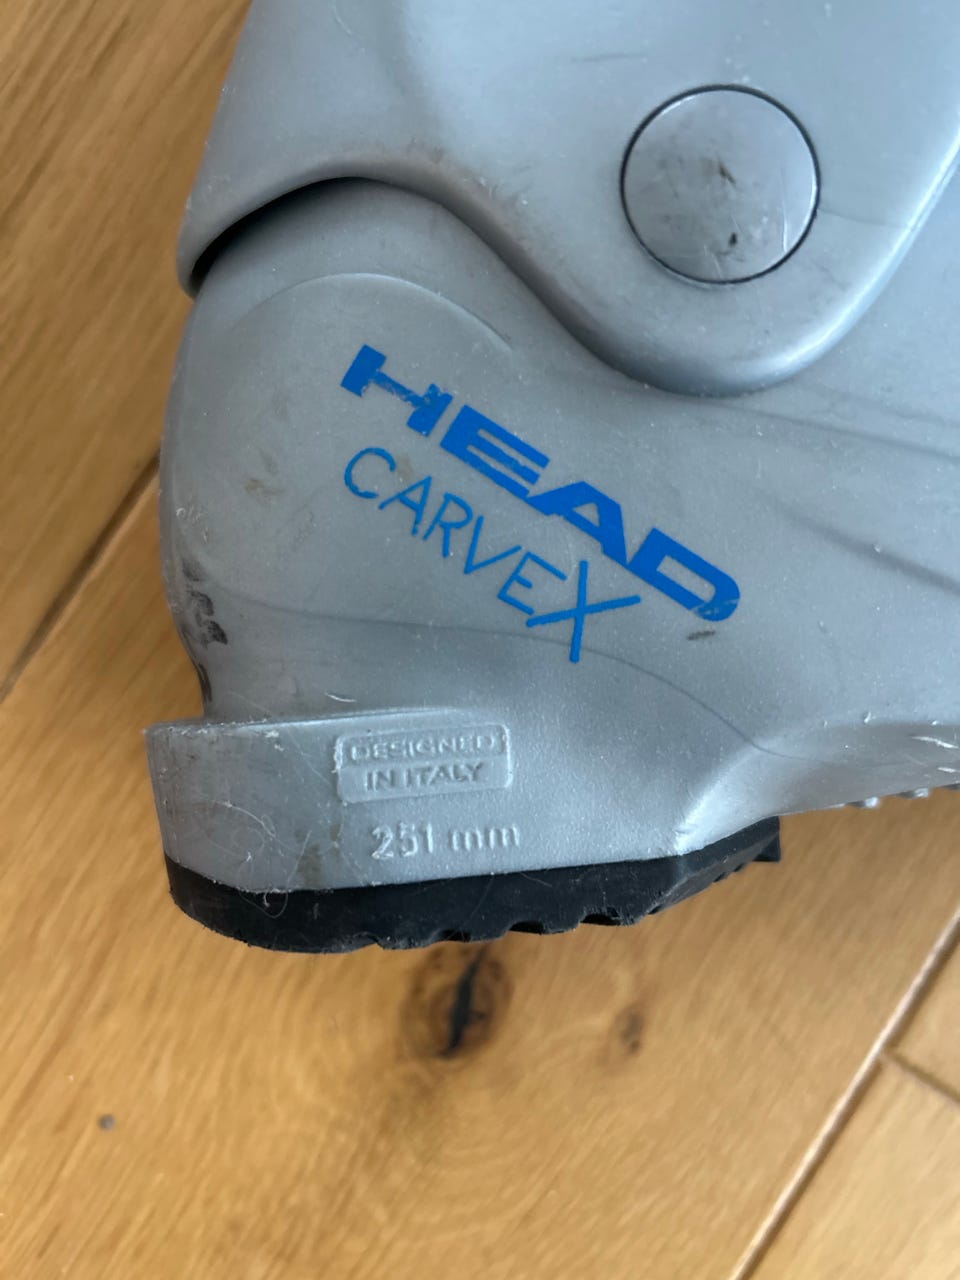 HEAD
CARVEX
DESIGNED
IN ITALY
251 mm